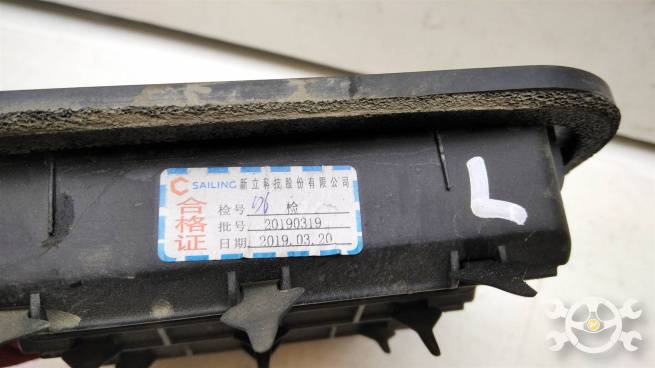 SAILING 新立科技股份有限公司
合格证
检号 检
批号 20190319
日期 2019.03.20
L